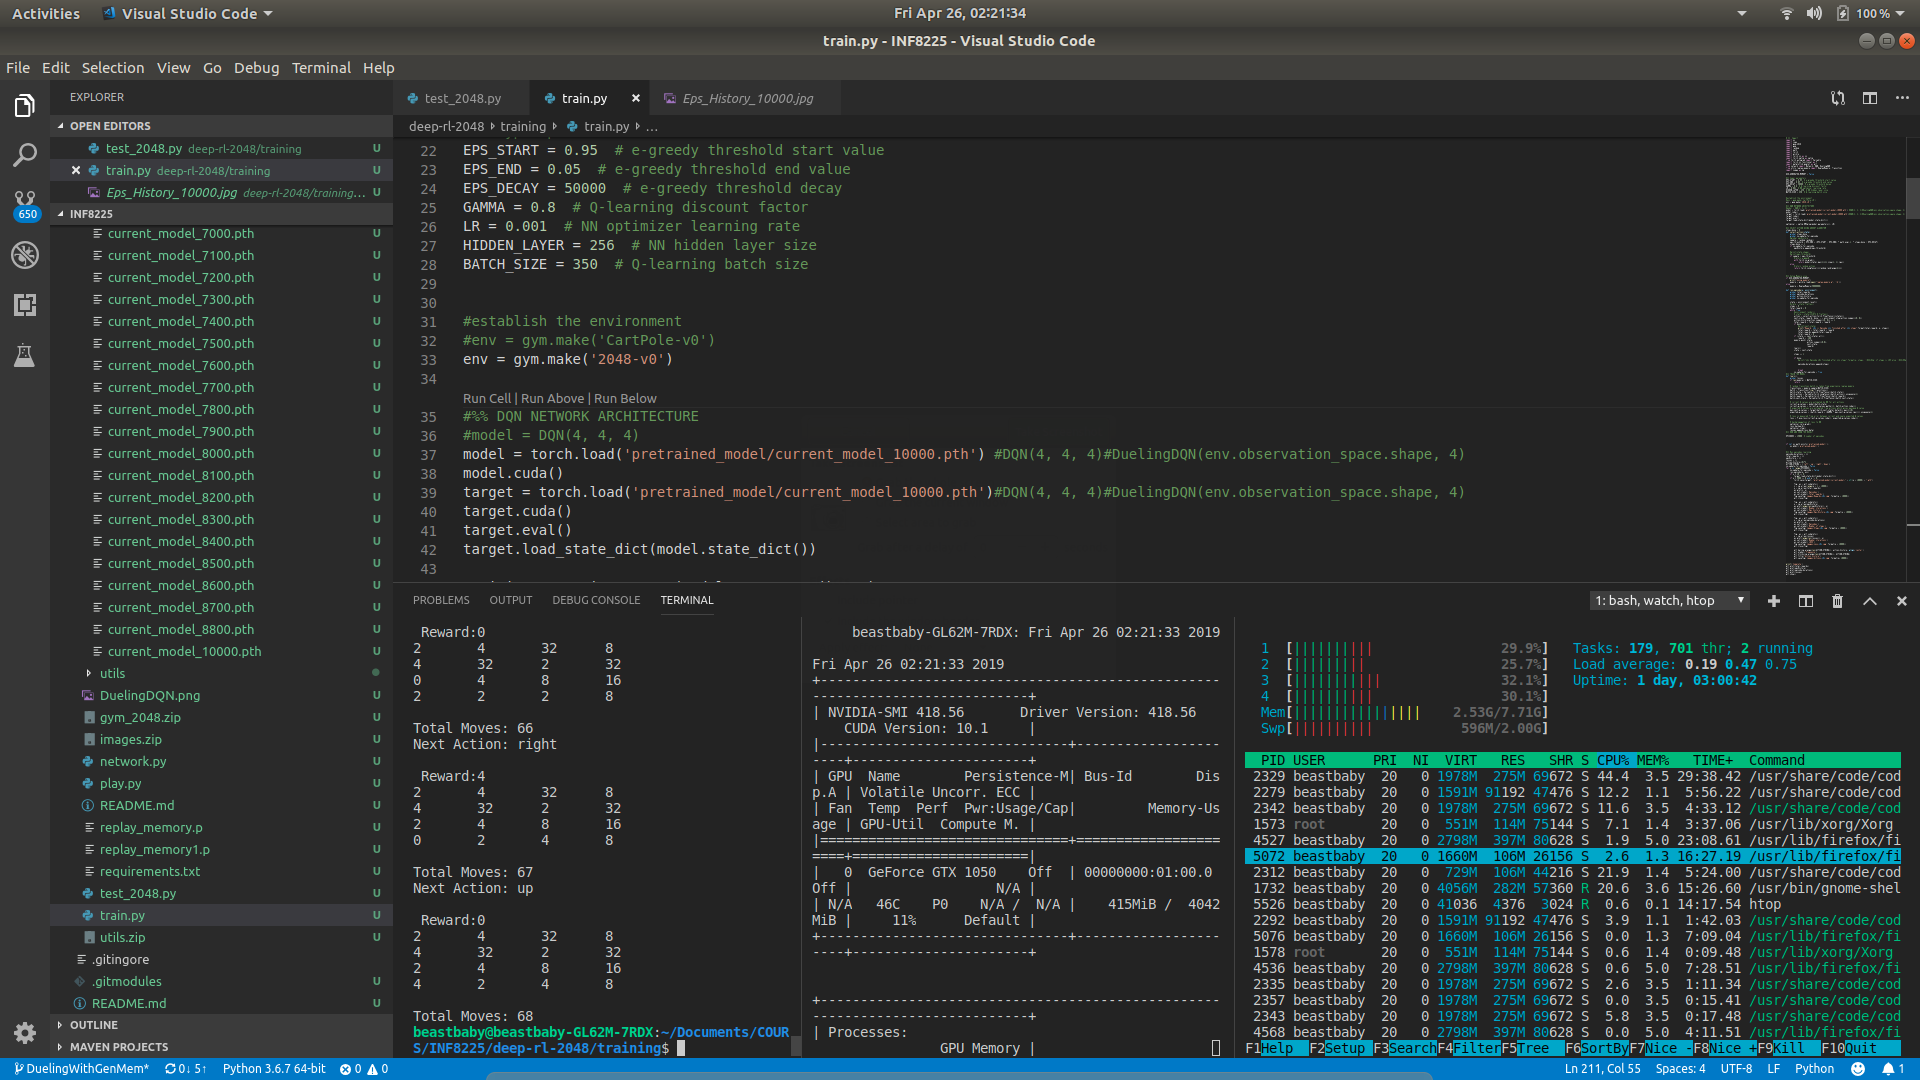 Activities
Visual Studio Code
Fri Apr 26, 02:21:34
100 %
train.py - INF8225 - Visual Studio Code
File Edit Selection View Go Debug Terminal Help
EXPLORER
OPEN EDITORS
test_2048.py deep-rl-2048/training U
train.py deep-rl-2048/training U
Eps_History_10000.jpg deep-rl-2048/training... U
650
INF8225
current_model_7000.pth U
current_model_7100.pth U
current_model_7200.pth U
current_model_7300.pth U
current_model_7400.pth U
current_model_7500.pth U
current_model_7600.pth U
current_model_7700.pth U
current_model_7800.pth U
current_model_7900.pth U
current_model_8000.pth U
current_model_8100.pth U
current_model_8200.pth U
current_model_8300.pth U
current_model_8400.pth U
current_model_8500.pth U
current_model_8600.pth U
current_model_8700.pth U
current_model_8800.pth U
current_model_10000.pth U
utils
DuelingDQN.png U
gym_2048.zip U
images.zip U
network.py U
play.py U
README.md U
replay_memory.p U
replay_memory1.p U
requirements.txt U
test_2048.py U
train.py U
utils.zip U
.gitingore
.gitmodules U
README.md U
OUTLINE
MAVEN PROJECTS
test_2048.py train.py Eps_History_10000.jpg
deep-rl-2048 training train.py ...
22 EPS_START = 0.95 # e-greedy threshold start value
23 EPS_END = 0.05 # e-greedy threshold end value
24 EPS_DECAY = 50000 # e-greedy threshold decay
25 GAMMA = 0.8 # Q-learning discount factor
26 LR = 0.001 # NN optimizer learning rate
27 HIDDEN_LAYER = 256 # NN hidden layer size
28 BATCH_SIZE = 350 # Q-learning batch size
29
30
31 #establish the environment
32 #env = gym.make('CartPole-v0')
33 env = gym.make('2048-v0')
34
Run Cell | Run Above | Run Below
35 #%% DQN NETWORK ARCHITECTURE
36 #model = DQN(4, 4, 4)
37 model = torch.load('pretrained_model/current_model_10000.pth') #DQN(4, 4, 4)#DuelingDQN(env.observation_space.shape, 4)
38 model.cuda()
39 target = torch.load('pretrained_model/current_model_10000.pth')#DQN(4, 4, 4)#DuelingDQN(env.observation_space.shape, 4)
40 target.cuda()
41 target.eval()
42 target.load_state_dict(model.state_dict())
43
PROBLEMS OUTPUT DEBUG CONSOLE TERMINAL
1: bash, watch, htop
Reward:0
2 4 32 8
4 32 2 32
0 4 8 16
2 2 2 8
Total Moves: 66
Next Action: right
Reward:4
2 4 32 8
4 32 2 32
2 4 8 16
0 2 4 8
Total Moves: 67
Next Action: up
Reward:0
2 4 32 8
4 32 2 32
2 4 8 16
4 2 4 8
Total Moves: 68
beastbaby@beastbaby-GL62M-7RDX:~/Documents/COUR
S/INF8225/deep-rl-2048/training$
beastbaby-GL62M-7RDX: Fri Apr 26 02:21:33 2019
Fri Apr 26 02:21:33 2019
+--------------------------------------------------
---------------------------+
| NVIDIA-SMI 418.56 Driver Version: 418.56
CUDA Version: 10.1 |
|-------------------------------+------------------
----+----------------------+
| GPU Name Persistence-M| Bus-Id Dis
p.A | Volatile Uncorr. ECC |
| Fan Temp Perf Pwr:Usage/Cap| Memory-Us
age | GPU-Util Compute M. |
|===============================+==================
====+======================|
| 0 GeForce GTX 1050 Off | 00000000:01:00.0
Off | N/A |
| N/A 46C P0 N/A / N/A | 415MiB / 4042
MiB | 11% Default |
+-------------------------------+------------------
----+----------------------+
+--------------------------------------------------
---------------------------+
| Processes:
GPU Memory |
1 [|||||||||| 29.9%]
2 [||||||||| 25.7%]
3 [||||||||||| 32.1%]
4 [|||||||||| 30.1%]
Mem[|||||||||||||||| 2.53G/7.71G]
Swp[|||||||||| 596M/2.00G]
Tasks: 179, 701 thr; 2 running
Load average: 0.19 0.47 0.75
Uptime: 1 day, 03:00:42
PID USER PRI NI VIRT RES SHR S CPU% MEM% TIME+ Command
2329 beastbaby 20 0 1978M 275M 69672 S 44.4 3.5 29:38.42 /usr/share/code/cod
2279 beastbaby 20 0 1591M 91192 47476 S 12.2 1.1 5:56.22 /usr/share/code/cod
2342 beastbaby 20 0 1978M 275M 69672 S 11.6 3.5 4:33.12 /usr/share/code/cod
1573 root 20 0 551M 114M 75144 S 7.1 1.4 3:37.06 /usr/lib/xorg/Xorg
4527 beastbaby 20 0 2798M 397M 80628 S 1.9 5.0 23:08.61 /usr/lib/firefox/fi
5072 beastbaby 20 0 1660M 106M 26156 S 2.6 1.3 16:27.19 /usr/lib/firefox/fi
2312 beastbaby 20 0 729M 106M 44216 S 21.9 1.4 5:24.00 /usr/share/code/cod
1732 beastbaby 20 0 4056M 282M 57360 R 20.6 3.6 15:26.60 /usr/bin/gnome-shel
5526 beastbaby 20 0 41036 4376 3024 R 0.6 0.1 14:17.54 htop
2292 beastbaby 20 0 1591M 91192 47476 S 3.9 1.1 1:42.03 /usr/share/code/cod
5076 beastbaby 20 0 1660M 106M 26156 S 0.0 1.3 7:09.04 /usr/lib/firefox/fi
1578 root 20 0 551M 114M 75144 S 0.6 1.4 0:09.48 /usr/lib/xorg/Xorg
4536 beastbaby 20 0 2798M 397M 80628 S 0.6 5.0 7:28.51 /usr/lib/firefox/fi
2335 beastbaby 20 0 1978M 275M 69672 S 2.6 3.5 1:11.34 /usr/share/code/cod
2357 beastbaby 20 0 1978M 275M 69672 S 0.0 3.5 0:15.41 /usr/share/code/cod
2343 beastbaby 20 0 1978M 275M 69672 S 5.8 3.5 0:17.48 /usr/share/code/cod
4568 beastbaby 20 0 2798M 397M 80628 S 0.0 5.0 4:11.51 /usr/lib/firefox/fi
F1Help F2Setup F3SearchF4FilterF5Tree F6SortByF7Nice -F8Nice +F9Kill F10Quit
DuelingWithGenMem* 0↓ 5↑ Python 3.6.7 64-bit 0 0
Ln 211, Col 55 Spaces: 4 UTF-8 LF Python 1